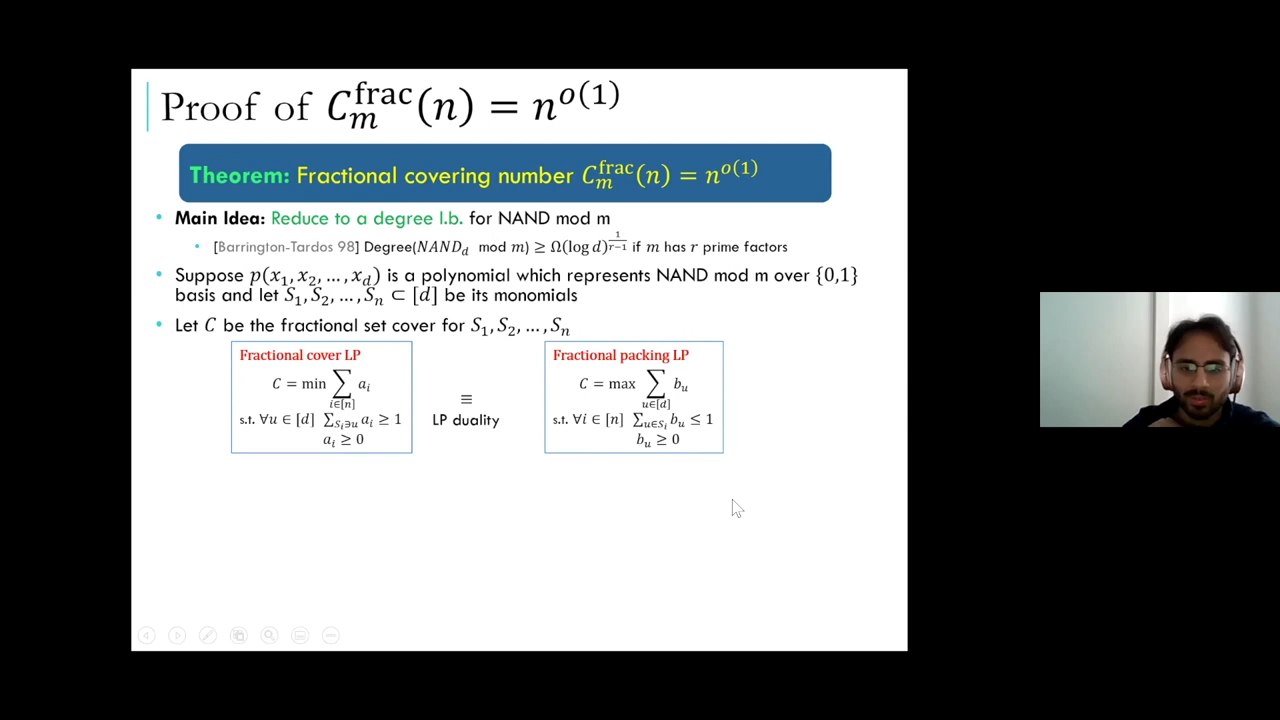 Proof of C_m^frac(n) = n^o(1)
Theorem: Fractional covering number C_m^frac(n) = n^o(1)
• Main Idea: Reduce to a degree l.b. for NAND mod m
• [Barrington-Tardos 98] Degree(NAND_d mod m) ≥ Ω(log d)^(1/(r−1)) if m has r prime factors
• Suppose p(x_1, x_2, …, x_d) is a polynomial which represents NAND mod m over {0,1}
basis and let S_1, S_2, …, S_n ⊂ [d] be its monomials
• Let C be the fractional set cover for S_1, S_2, …, S_n
Fractional cover LP
C = min ∑_{i∈[n]} a_i
s.t. ∀u ∈ [d] ∑_{S_i∋u} a_i ≥ 1
a_i ≥ 0
≡
LP duality
Fractional packing LP
C = max ∑_{u∈[d]} b_u
s.t. ∀i ∈ [n] ∑_{u∈S_i} b_u ≤ 1
b_u ≥ 0